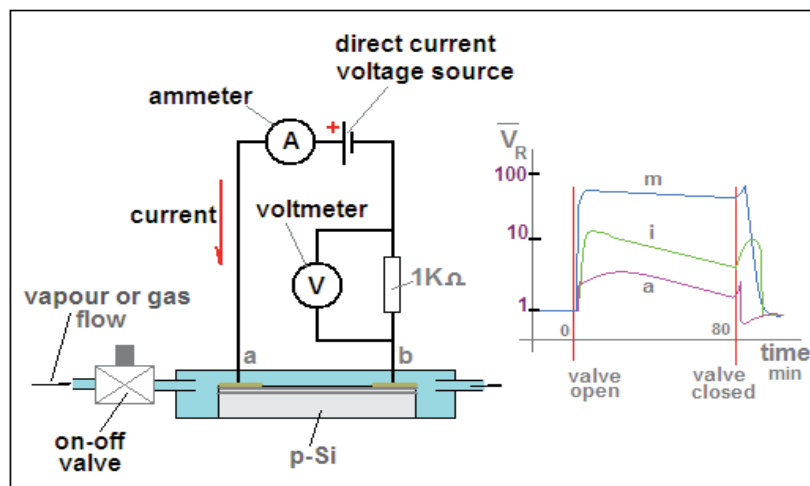 direct current
voltage source
ammeter
+
A
current
voltmeter
V
1KΩ
vapour or gas
flow
a
b
on-off
valve
p-Si
V̅R
100
10
1
m
i
a
0
80
time
min
valve
open
valve
closed